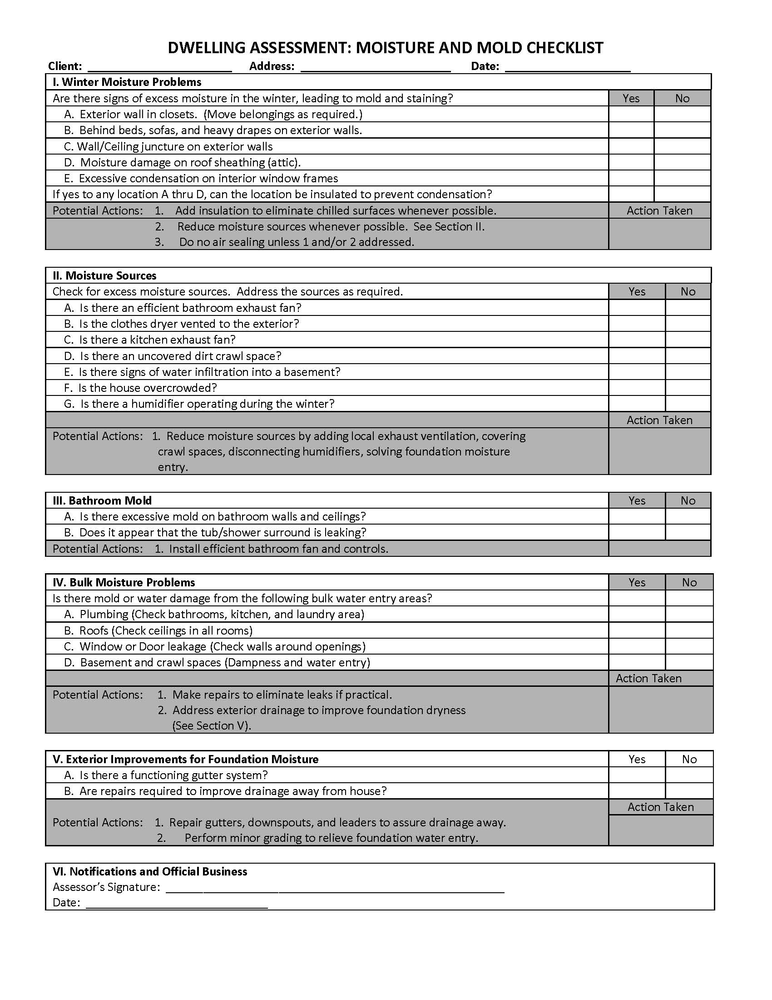 DWELLING ASSESSMENT: MOISTURE AND MOLD CHECKLIST
Client: ____________ Address: ____________ Date: ____________
I. Winter Moisture Problems
Are there signs of excess moisture in the winter, leading to mold and staining? Yes No
A. Exterior wall in closets. (Move belongings as required.)
B. Behind beds, sofas, and heavy drapes on exterior walls.
C. Wall/Ceiling juncture on exterior walls
D. Moisture damage on roof sheathing (attic).
E. Excessive condensation on interior window frames
If yes to any location A thru D, can the location be insulated to prevent condensation?
Potential Actions: 1. Add insulation to eliminate chilled surfaces whenever possible. Action Taken
2. Reduce moisture sources whenever possible. See Section II.
3. Do no air sealing unless 1 and/or 2 addressed.
II. Moisture Sources
Check for excess moisture sources. Address the sources as required. Yes No
A. Is there an efficient bathroom exhaust fan?
B. Is the clothes dryer vented to the exterior?
C. Is there a kitchen exhaust fan?
D. Is there an uncovered dirt crawl space?
E. Is there signs of water infiltration into a basement?
F. Is the house overcrowded?
G. Is there a humidifier operating during the winter?
Action Taken
Potential Actions: 1. Reduce moisture sources by adding local exhaust ventilation, covering
crawl spaces, disconnecting humidifiers, solving foundation moisture
entry.
III. Bathroom Mold Yes No
A. Is there excessive mold on bathroom walls and ceilings?
B. Does it appear that the tub/shower surround is leaking?
Potential Actions: 1. Install efficient bathroom fan and controls.
IV. Bulk Moisture Problems Yes No
Is there mold or water damage from the following bulk water entry areas?
A. Plumbing (Check bathrooms, kitchen, and laundry area)
B. Roofs (Check ceilings in all rooms)
C. Window or Door leakage (Check walls around openings)
D. Basement and crawl spaces (Dampness and water entry)
Action Taken
Potential Actions: 1. Make repairs to eliminate leaks if practical.
2. Address exterior drainage to improve foundation dryness
(See Section V).
V. Exterior Improvements for Foundation Moisture Yes No
A. Is there a functioning gutter system?
B. Are repairs required to improve drainage away from house?
Action Taken
Potential Actions: 1. Repair gutters, downspouts, and leaders to assure drainage away.
2. Perform minor grading to relieve foundation water entry.
VI. Notifications and Official Business
Assessor’s Signature: ____________
Date: ____________